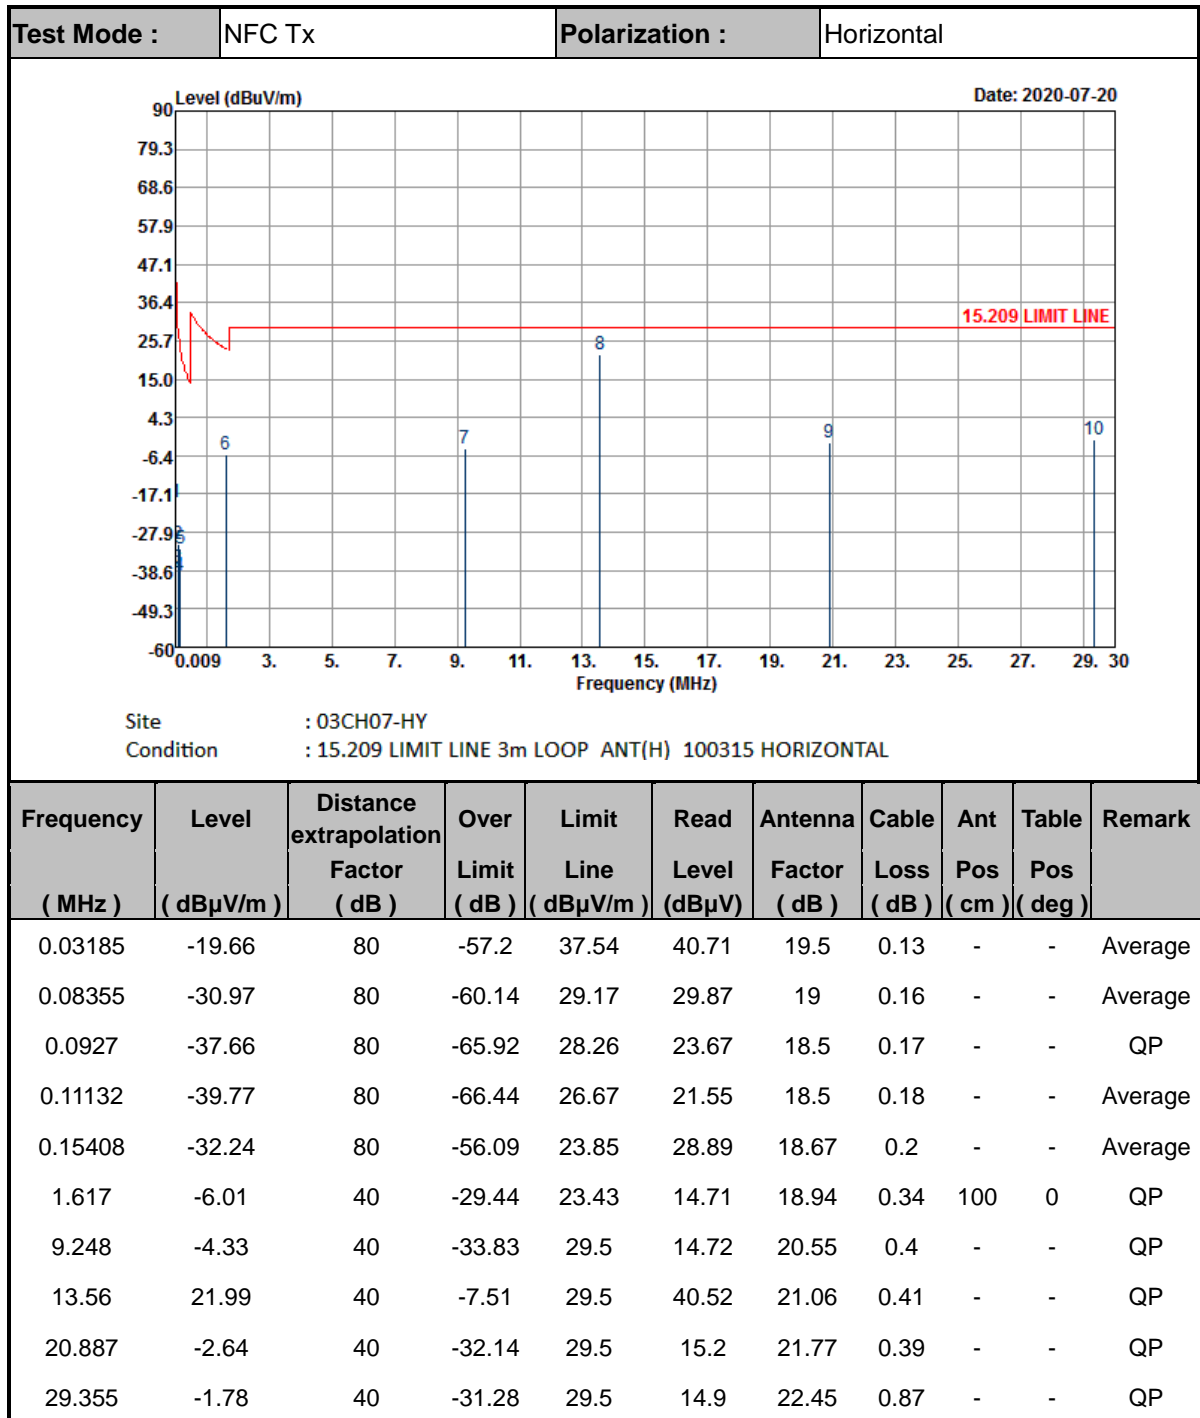 Test Mode : NFC Tx Polarization : Horizontal
Level (dBuV/m) Date: 2020-07-20
90
79.3
68.6
57.9
47.1
36.4
15.209 LIMIT LINE
25.7
8
15.0
4.3
6 7 9 10
-6.4
-17.1
-27.9
5
-38.6
-49.3
-60
0.009 3. 5. 7. 9. 11. 13. 15. 17. 19. 21. 23. 25. 27. 29. 30
Frequency (MHz)
Site : 03CH07-HY
Condition : 15.209 LIMIT LINE 3m LOOP ANT(H) 100315 HORIZONTAL
Frequency Level Distance extrapolation Over Limit Read Antenna Cable Ant Table Remark
Factor Limit Line Level Factor Loss Pos Pos
( MHz ) ( dBµV/m ) ( dB ) ( dB ) ( dBµV/m ) (dBµV) ( dB ) ( dB ) ( cm ) ( deg )
0.03185 -19.66 80 -57.2 37.54 40.71 19.5 0.13 - - Average
0.08355 -30.97 80 -60.14 29.17 29.87 19 0.16 - - Average
0.0927 -37.66 80 -65.92 28.26 23.67 18.5 0.17 - - QP
0.11132 -39.77 80 -66.44 26.67 21.55 18.5 0.18 - - Average
0.15408 -32.24 80 -56.09 23.85 28.89 18.67 0.2 - - Average
1.617 -6.01 40 -29.44 23.43 14.71 18.94 0.34 100 0 QP
9.248 -4.33 40 -33.83 29.5 14.72 20.55 0.4 - - QP
13.56 21.99 40 -7.51 29.5 40.52 21.06 0.41 - - QP
20.887 -2.64 40 -32.14 29.5 15.2 21.77 0.39 - - QP
29.355 -1.78 40 -31.28 29.5 14.9 22.45 0.87 - - QP